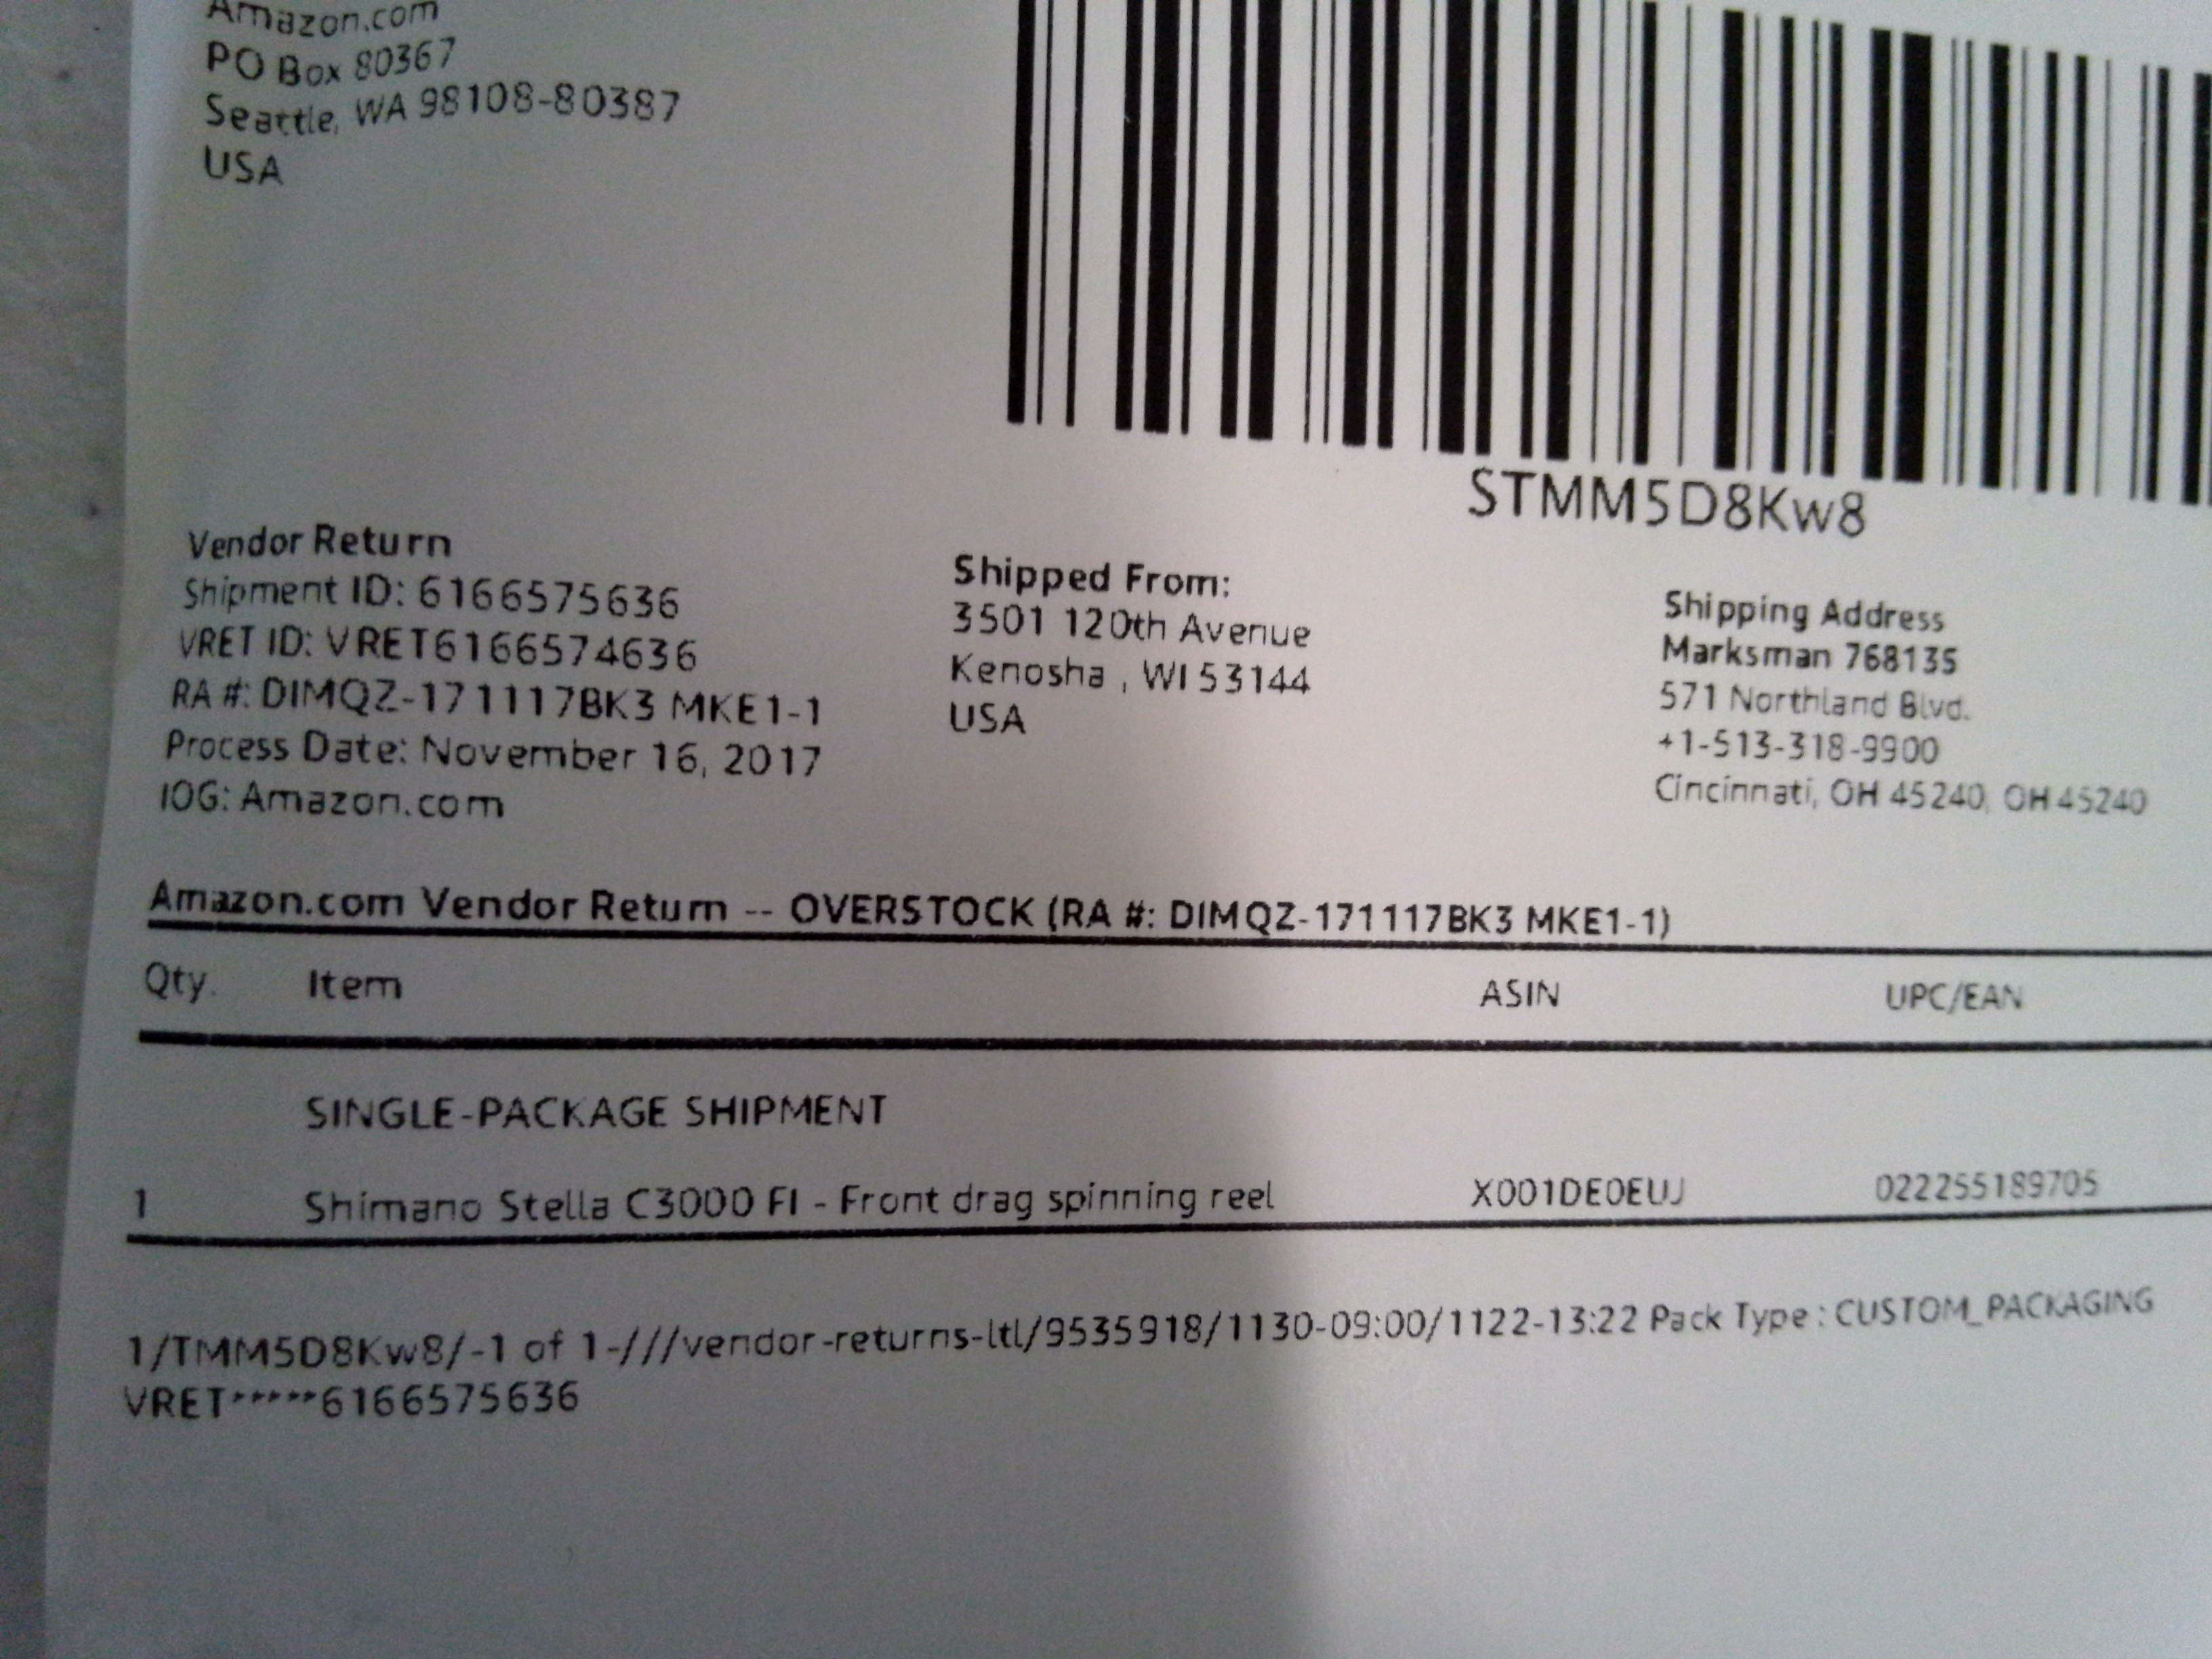 Amazon.com
PO Box 80367
Seattle, WA 98108-80387
USA
STMM5D8Kw8
Vendor Return
Shipment ID: 6166575636
VRET ID: VRET6166574636
RA #: DIMQZ-171117BK3 MKE1-1
Process Date: November 16, 2017
IOG: Amazon.com
Shipped From:
3501 120th Avenue
Kenosha , WI 53144
USA
Shipping Address
Marksman 768135
571 Northland Blvd.
+1-513-318-9900
Cincinnati, OH 45240, OH 45240
Amazon.com Vendor Return -- OVERSTOCK (RA #: DIMQZ-171117BK3 MKE1-1)
Qty. Item ASIN UPC/EAN
SINGLE-PACKAGE SHIPMENT
1 Shimano Stella C3000 FI - Front drag spinning reel X001DE0EUJ 022255189705
1/TMM5D8Kw8/-1 of 1-///vendor-returns-ltl/9535918/1130-09:00/1122-13:22 Pack Type : CUSTOM_PACKAGING
VRET*****6166575636